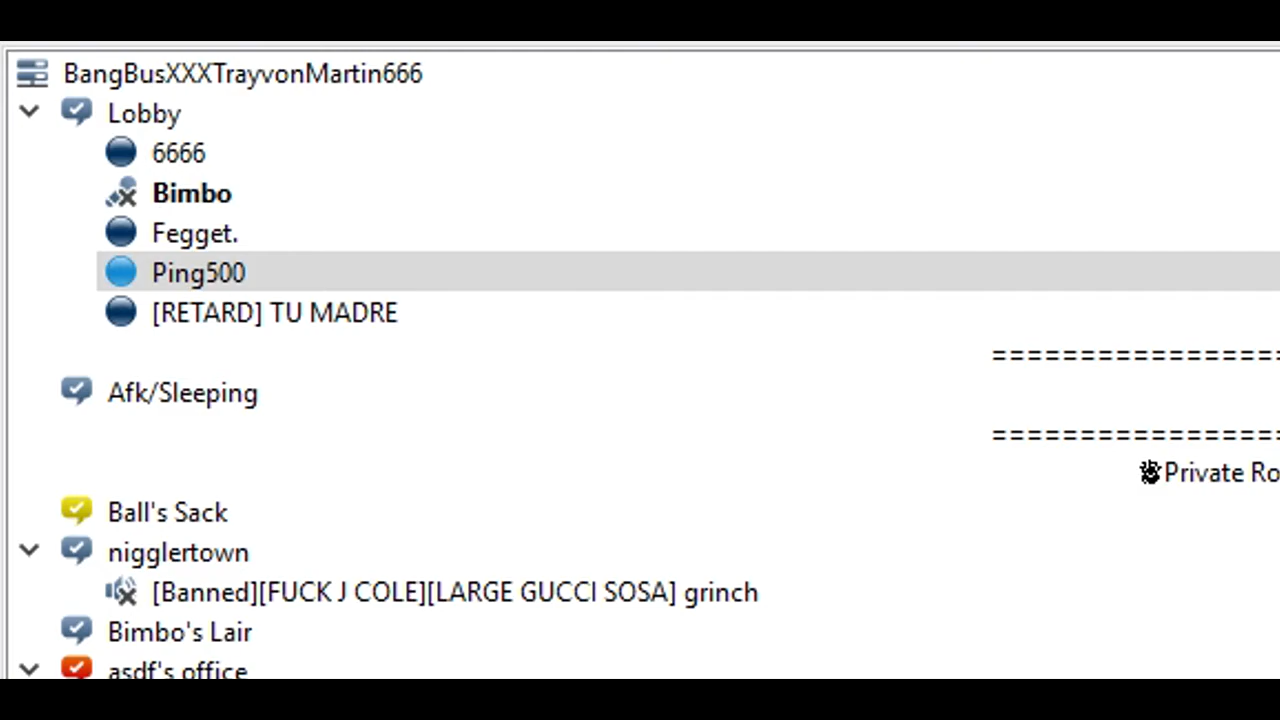 BangBusXXXTrayvonMartin666
Lobby
6666
Bimbo
Fegget.
Ping500
[RETARD] TU MADRE
=================
Afk/Sleeping
=================
Private Ro
Ball's Sack
nigglertown
[Banned][FUCK J COLE][LARGE GUCCI SOSA] grinch
Bimbo's Lair
asdf's office